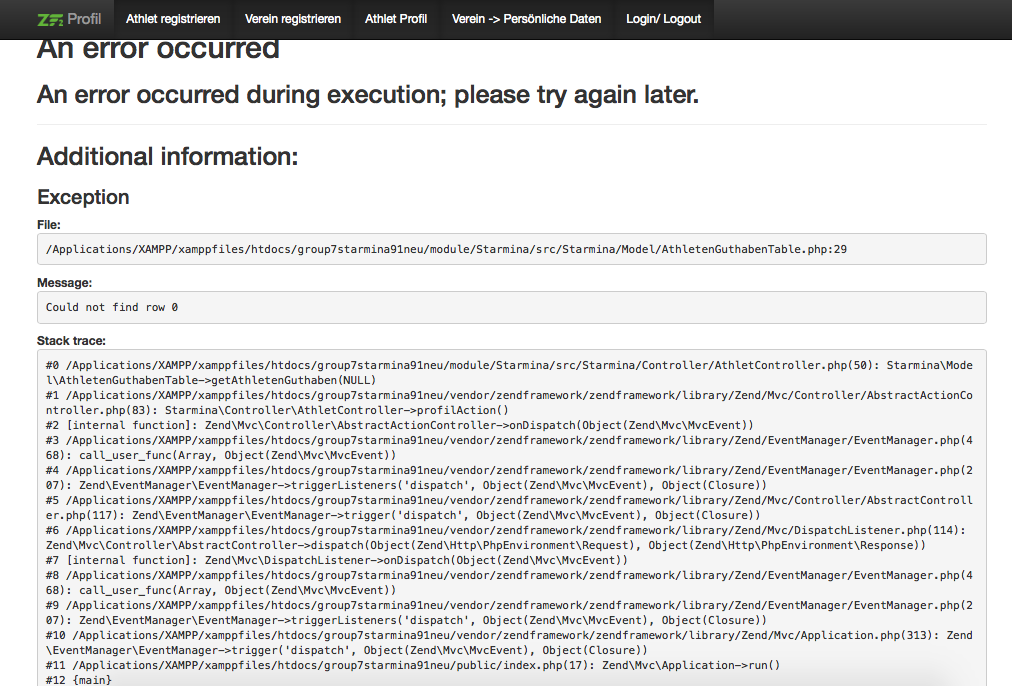 ZF2 Profil Athlet registrieren Verein registrieren Athlet Profil Verein -> Persönliche Daten Login/ Logout
An error occurred
An error occurred during execution; please try again later.
Additional information:
Exception
File:
/Applications/XAMPP/xamppfiles/htdocs/group7starmina91neu/module/Starmina/src/Starmina/Model/AthletenGuthabenTable.php:29
Message:
Could not find row 0
Stack trace:
#0 /Applications/XAMPP/xamppfiles/htdocs/group7starmina91neu/module/Starmina/src/Starmina/Controller/AthletController.php(50): Starmina\Mode
l\AthletenGuthabenTable->getAthletenGuthaben(NULL)
#1 /Applications/XAMPP/xamppfiles/htdocs/group7starmina91neu/vendor/zendframework/zendframework/library/Zend/Mvc/Controller/AbstractActionCo
ntroller.php(83): Starmina\Controller\AthletController->profilAction()
#2 [internal function]: Zend\Mvc\Controller\AbstractActionController->onDispatch(Object(Zend\Mvc\MvcEvent))
#3 /Applications/XAMPP/xamppfiles/htdocs/group7starmina91neu/vendor/zendframework/zendframework/library/Zend/EventManager/EventManager.php(4
68): call_user_func(Array, Object(Zend\Mvc\MvcEvent))
#4 /Applications/XAMPP/xamppfiles/htdocs/group7starmina91neu/vendor/zendframework/zendframework/library/Zend/EventManager/EventManager.php(2
07): Zend\EventManager\EventManager->triggerListeners('dispatch', Object(Zend\Mvc\MvcEvent), Object(Closure))
#5 /Applications/XAMPP/xamppfiles/htdocs/group7starmina91neu/vendor/zendframework/zendframework/library/Zend/Mvc/Controller/AbstractControll
er.php(117): Zend\EventManager\EventManager->trigger('dispatch', Object(Zend\Mvc\MvcEvent), Object(Closure))
#6 /Applications/XAMPP/xamppfiles/htdocs/group7starmina91neu/vendor/zendframework/zendframework/library/Zend/Mvc/DispatchListener.php(114):
Zend\Mvc\Controller\AbstractController->dispatch(Object(Zend\Http\PhpEnvironment\Request), Object(Zend\Http\PhpEnvironment\Response))
#7 [internal function]: Zend\Mvc\DispatchListener->onDispatch(Object(Zend\Mvc\MvcEvent))
#8 /Applications/XAMPP/xamppfiles/htdocs/group7starmina91neu/vendor/zendframework/zendframework/library/Zend/EventManager/EventManager.php(4
68): call_user_func(Array, Object(Zend\Mvc\MvcEvent))
#9 /Applications/XAMPP/xamppfiles/htdocs/group7starmina91neu/vendor/zendframework/zendframework/library/Zend/EventManager/EventManager.php(2
07): Zend\EventManager\EventManager->triggerListeners('dispatch', Object(Zend\Mvc\MvcEvent), Object(Closure))
#10 /Applications/XAMPP/xamppfiles/htdocs/group7starmina91neu/vendor/zendframework/zendframework/library/Zend/Mvc/Application.php(313): Zend
\EventManager\EventManager->trigger('dispatch', Object(Zend\Mvc\MvcEvent), Object(Closure))
#11 /Applications/XAMPP/xamppfiles/htdocs/group7starmina91neu/public/index.php(17): Zend\Mvc\Application->run()
#12 {main}